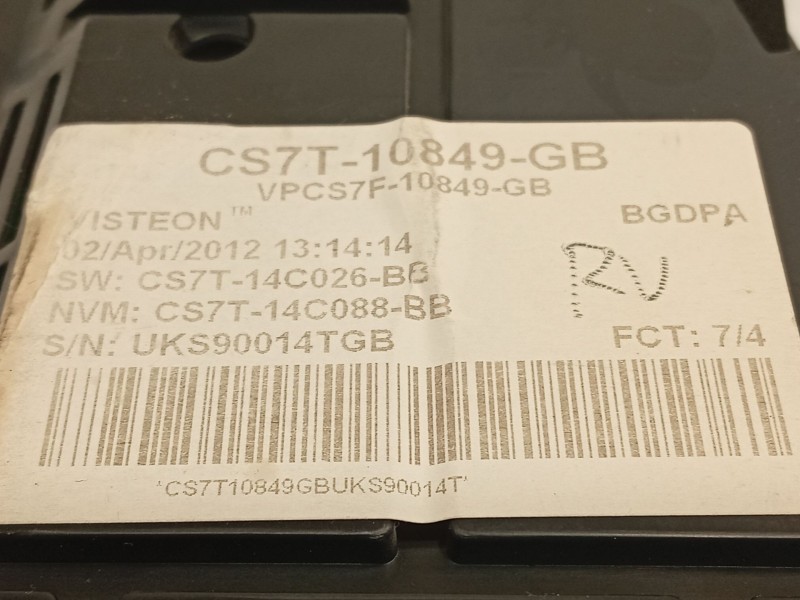 CS7T-10849-GB
VPCS7F-10849-GB
VISTEON™ BGDPA
02/Apr/2012 13:14:14
SW: CS7T-14C026-BB
NVM: CS7T-14C088-BB
S/N: UKS90014TGB FCT: 7/4
'CS7T10849GBUKS90014T'